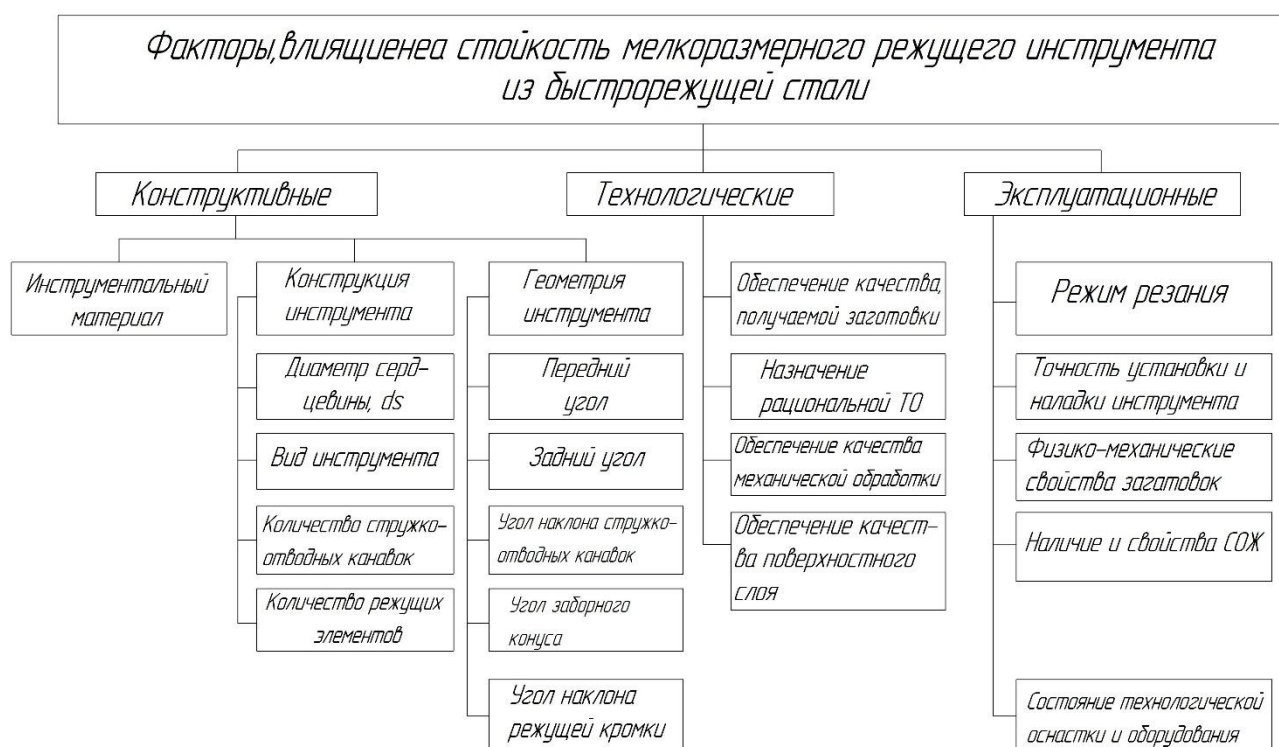 Факторы,влиящиенеа стойкость мелкоразмерного режущего инструмента
из быстрорежущей стали
Конструктивные
Технологические
Эксплуатационные
Инструментальный
материал
Конструкция
инструмента
Диаметр серд-
цевины, ds
Вид инструмента
Количество стружко-
отводных канавок
Количество режущих
элементов
Геометрия
инструмента
Передний
угол
Задний угол
Угол наклона стружко-
отводных канавок
Угол заборного
конуса
Угол наклона
режущей кромки
Обеспечение качества,
получаемой заготовки
Назначение
рациональной ТО
Обеспечение качества
механической обработки
Обеспечение качест-
ва поверхностного
слоя
Режим резания
Точность установки и
наладки инструмента
Физико-механические
свойства загатовок
Наличие и свойства СОЖ
Состояние технологической
оснастки и оборудования